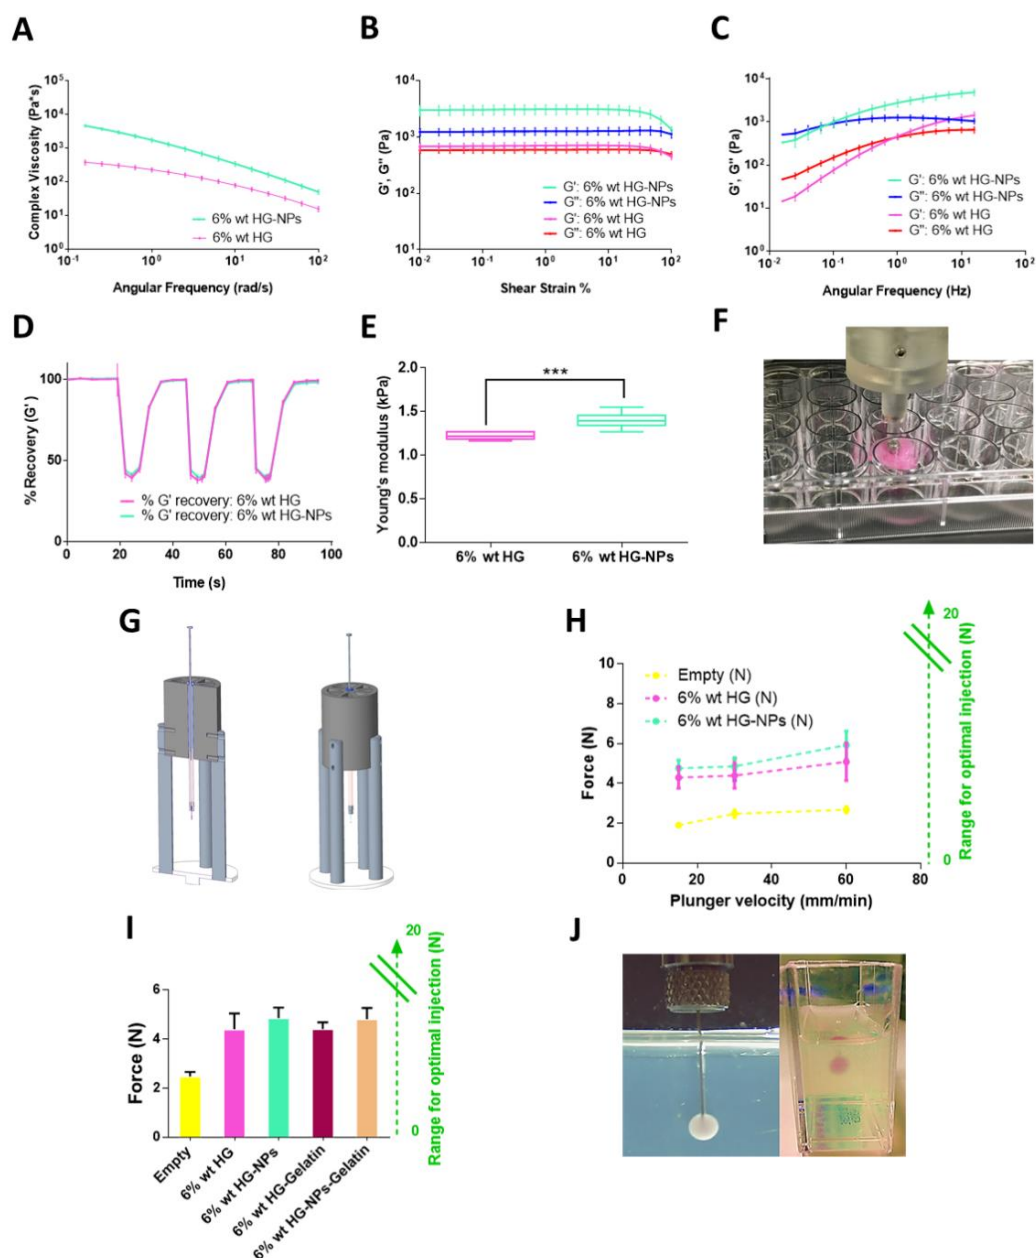 A
Complex Viscosity (Pa*s)
10⁵
10⁴
10³
10²
10¹
10⁰
10⁻¹
10⁰
10¹
10²
6% wt HG-NPs
6% wt HG
Angular Frequency (rad/s)
B
G', G" (Pa)
10⁴
10³
10²
10¹
10⁻²
10⁻¹
10⁰
10¹
10²
G': 6% wt HG-NPs
G": 6% wt HG-NPs
G': 6% wt HG
G": 6% wt HG
Shear Strain %
C
G', G" (Pa)
10⁴
10³
10²
10¹
10⁰
10⁻²
10⁻¹
10⁰
10¹
10²
G': 6% wt HG-NPs
G": 6% wt HG-NPs
G': 6% wt HG
G": 6% wt HG
Angular Frequency (Hz)
D
% Recovery (G')
100
50
0
0
20
40
60
80
100
% G' recovery: 6% wt HG
% G' recovery: 6% wt HG-NPs
Time (s)
E
Young's modulus (kPa)
2.0
1.5
1.0
0.5
0.0
***
6% wt HG
6% wt HG-NPs
F
G
H
Force (N)
10
8
6
4
2
0
0
20
40
60
80
Empty (N)
6% wt HG (N)
6% wt HG-NPs (N)
Plunger velocity (mm/min)
20
0
Range for optimal injection (N)
I
Force (N)
6
4
2
0
Empty
6% wt HG
6% wt HG-NPs
6% wt HG-Gelatin
6% wt HG-NPs-Gelatin
20
0
Range for optimal injection (N)
J